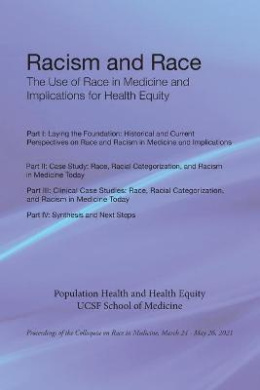 Racism and Race
The Use of Race in Medicine and
Implications for Health Equity
Part I: Laying the Foundation: Historical and Current
Perspectives on Race and Racism in Medicine and Implications
Part II: Case Study: Race, Racial Categorization, and Racism
in Medicine Today
Part III: Clinical Case Studies: Race, Racial Categorization,
and Racism in Medicine Today
Part IV: Synthesis and Next Steps
Population Health and Health Equity
UCSF School of Medicine
Proceedings of the Colloquia on Race in Medicine, March 24 - May 26, 2021